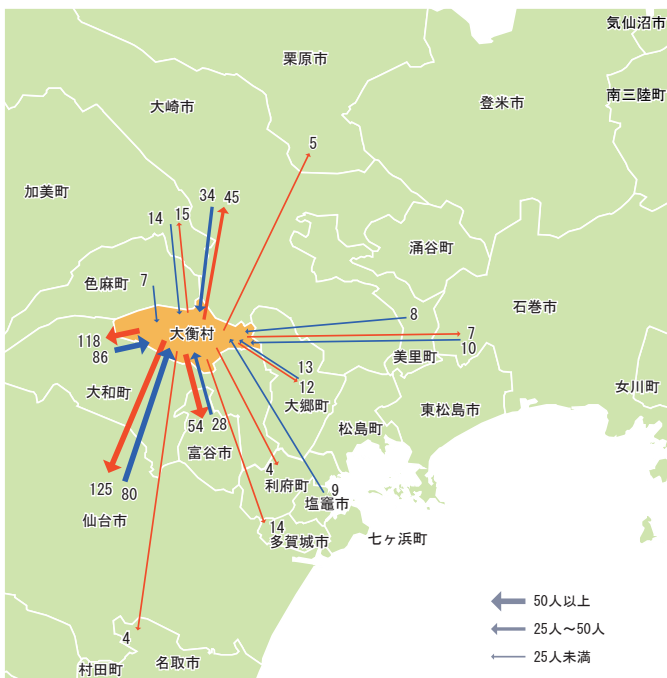 気仙沼市
栗原市
登米市
南三陸町
大崎市
5
加美町
34
45
14
15
涌谷町
7
色麻町
石巻市
8
大衡村
7
118
10
86
美里町
13
12
女川町
大和町
大郷町
東松島市
54
28
松島町
富谷市
4
利府町
125
80
9
塩竈市
仙台市
14
多賀城市
七ヶ浜町
50人以上
25人～50人
4
25人未満
名取市
村田町